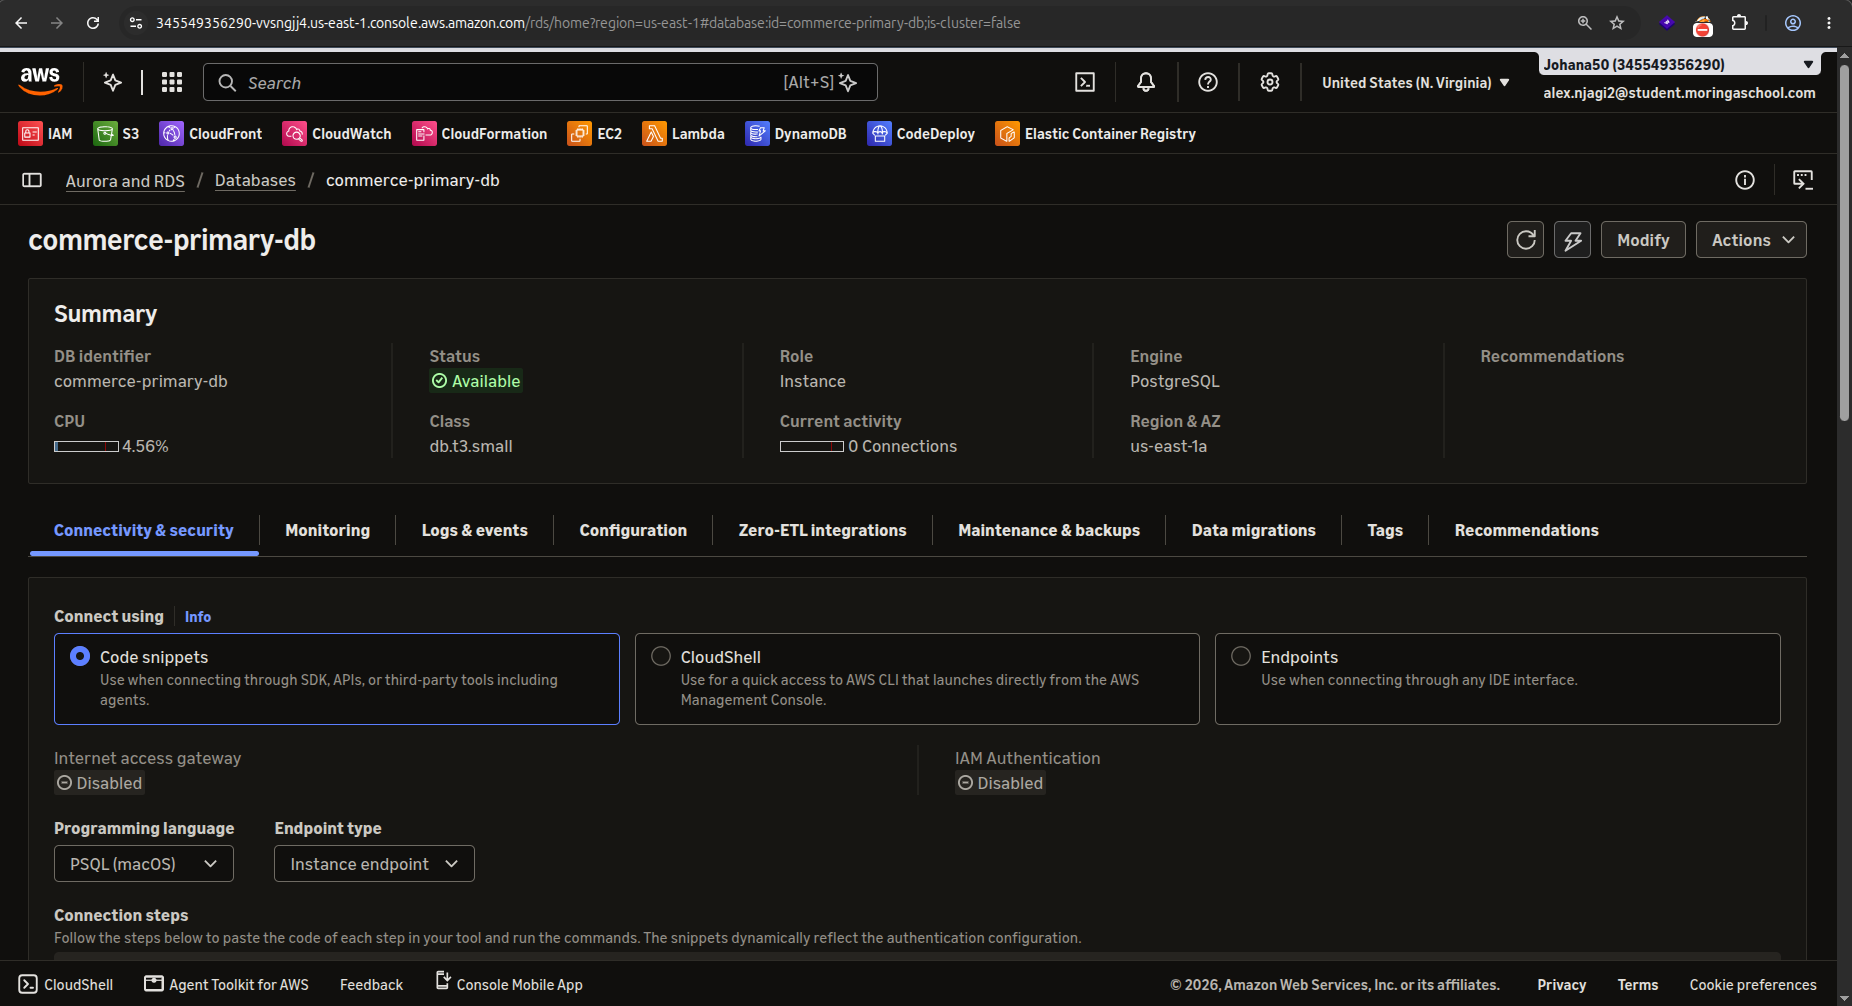 345549356290-vvsngjj4.us-east-1.console.aws.amazon.com/rds/home?region=us-east-1#database:id=commerce-primary-db;is-cluster=false
aws
Search [Alt+S]
United States (N. Virginia)
Johana50 (345549356290)
alex.njagi2@student.moringaschool.com
IAM S3 CloudFront CloudWatch CloudFormation EC2 Lambda DynamoDB CodeDeploy Elastic Container Registry
Aurora and RDS / Databases / commerce-primary-db
commerce-primary-db
Modify Actions
Summary
DB identifier Status Role Engine Recommendations
commerce-primary-db Available Instance PostgreSQL
CPU Class Current activity Region & AZ
4.56% db.t3.small 0 Connections us-east-1a
Connectivity & security Monitoring Logs & events Configuration Zero-ETL integrations Maintenance & backups Data migrations Tags Recommendations
Connect using Info
Code snippets
Use when connecting through SDK, APIs, or third-party tools including
agents.
CloudShell
Use for a quick access to AWS CLI that launches directly from the AWS
Management Console.
Endpoints
Use when connecting through any IDE interface.
Internet access gateway IAM Authentication
Disabled Disabled
Programming language Endpoint type
PSQL (macOS) Instance endpoint
Connection steps
Follow the steps below to paste the code of each step in your tool and run the commands. The snippets dynamically reflect the authentication configuration.
CloudShell Agent Toolkit for AWS Feedback Console Mobile App © 2026, Amazon Web Services, Inc. or its affiliates. Privacy Terms Cookie preferences